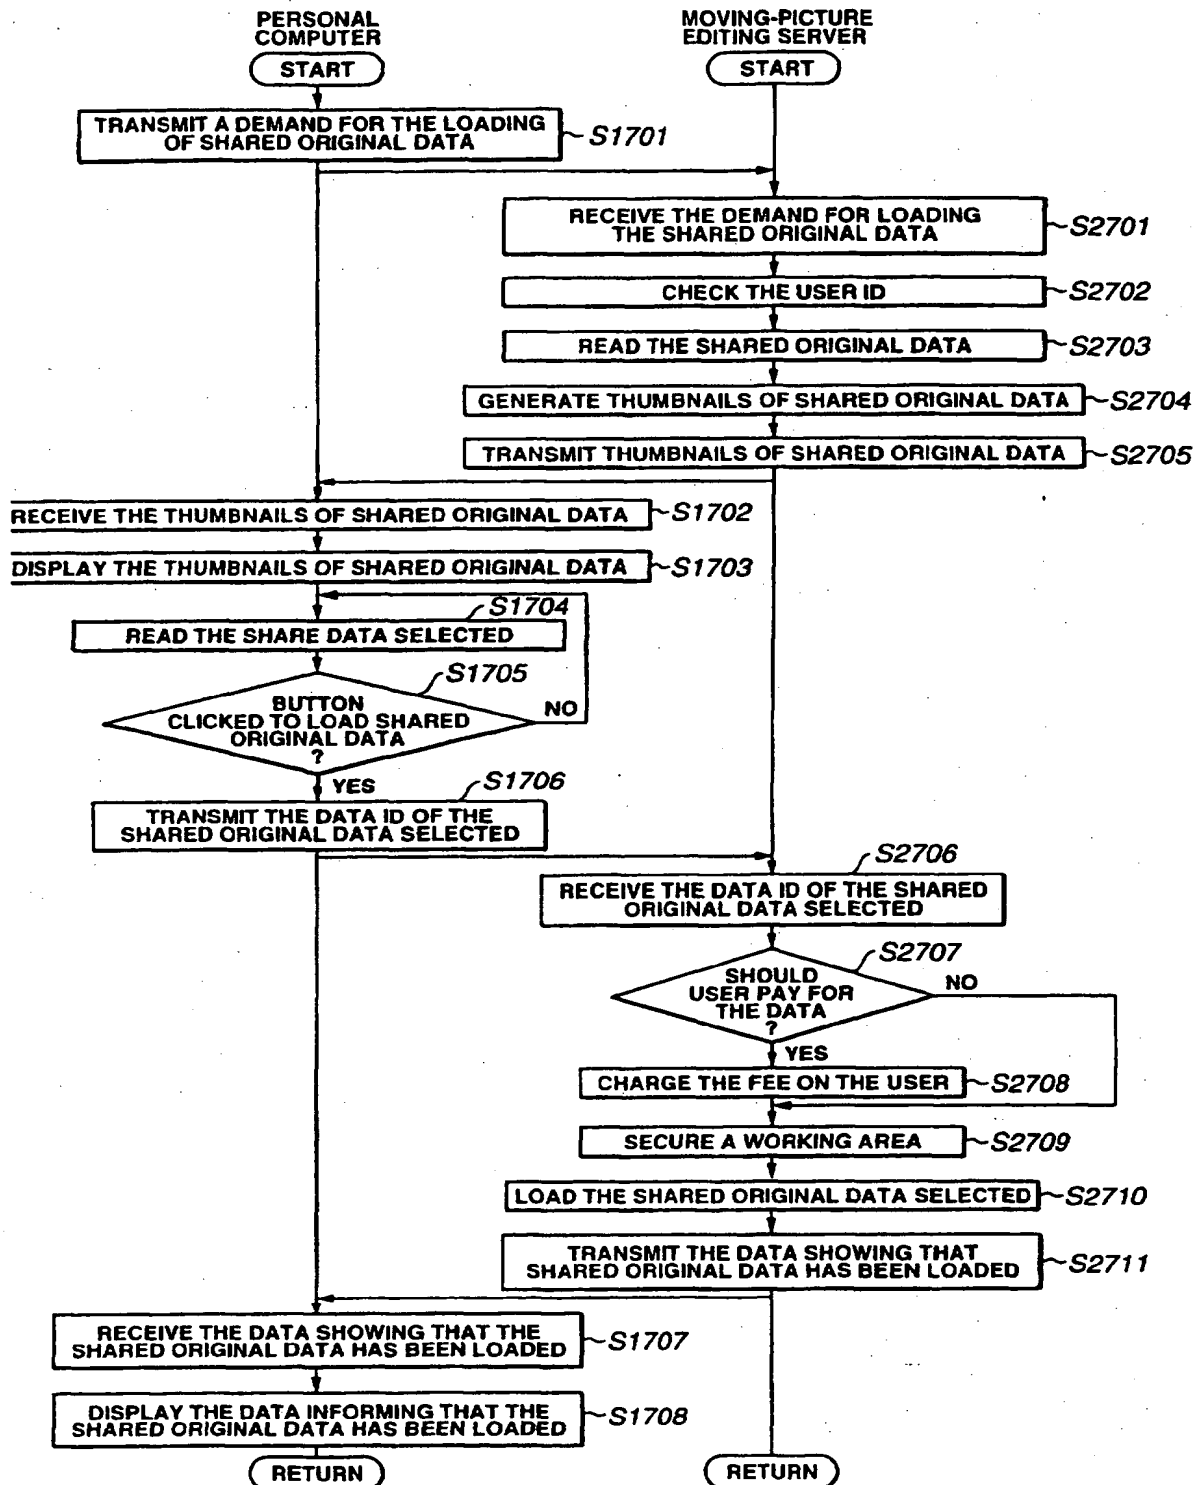 PERSONAL
COMPUTER
MOVING-PICTURE
EDITING SERVER
START
START
TRANSMIT A DEMAND FOR THE LOADING
OF SHARED ORIGINAL DATA
S1701
RECEIVE THE DEMAND FOR LOADING
THE SHARED ORIGINAL DATA
S2701
CHECK THE USER ID
S2702
READ THE SHARED ORIGINAL DATA
S2703
GENERATE THUMBNAILS OF SHARED ORIGINAL DATA
S2704
TRANSMIT THUMBNAILS OF SHARED ORIGINAL DATA
S2705
RECEIVE THE THUMBNAILS OF SHARED ORIGINAL DATA
S1702
DISPLAY THE THUMBNAILS OF SHARED ORIGINAL DATA
S1703
S1704
READ THE SHARE DATA SELECTED
S1705
BUTTON
CLICKED TO LOAD SHARED
ORIGINAL DATA
?
NO
YES
S1706
TRANSMIT THE DATA ID OF THE
SHARED ORIGINAL DATA SELECTED
S2706
RECEIVE THE DATA ID OF THE SHARED
ORIGINAL DATA SELECTED
S2707
SHOULD
USER PAY FOR
THE DATA
?
NO
YES
CHARGE THE FEE ON THE USER
S2708
SECURE A WORKING AREA
S2709
LOAD THE SHARED ORIGINAL DATA SELECTED
S2710
TRANSMIT THE DATA SHOWING THAT
SHARED ORIGINAL DATA HAS BEEN LOADED
S2711
RECEIVE THE DATA SHOWING THAT THE
SHARED ORIGINAL DATA HAS BEEN LOADED
S1707
DISPLAY THE DATA INFORMING THAT THE
SHARED ORIGINAL DATA HAS BEEN LOADED
S1708
RETURN
RETURN